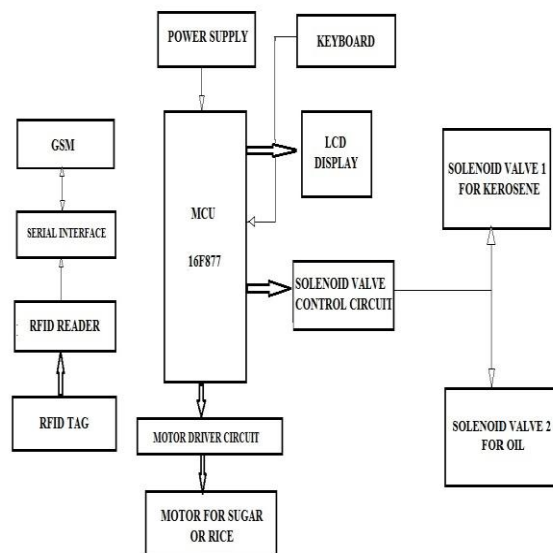 POWER SUPPLY
KEYBOARD
GSM
LCD
DISPLAY
SOLENOID VALVE 1
FOR KEROSENE
MCU
16F877
SERIAL INTERFACE
SOLENOID VALVE
CONTROL CIRCUIT
RFID READER
RFID TAG
MOTOR DRIVER CIRCUIT
SOLENOID VALVE 2
FOR OIL
MOTOR FOR SUGAR
OR RICE